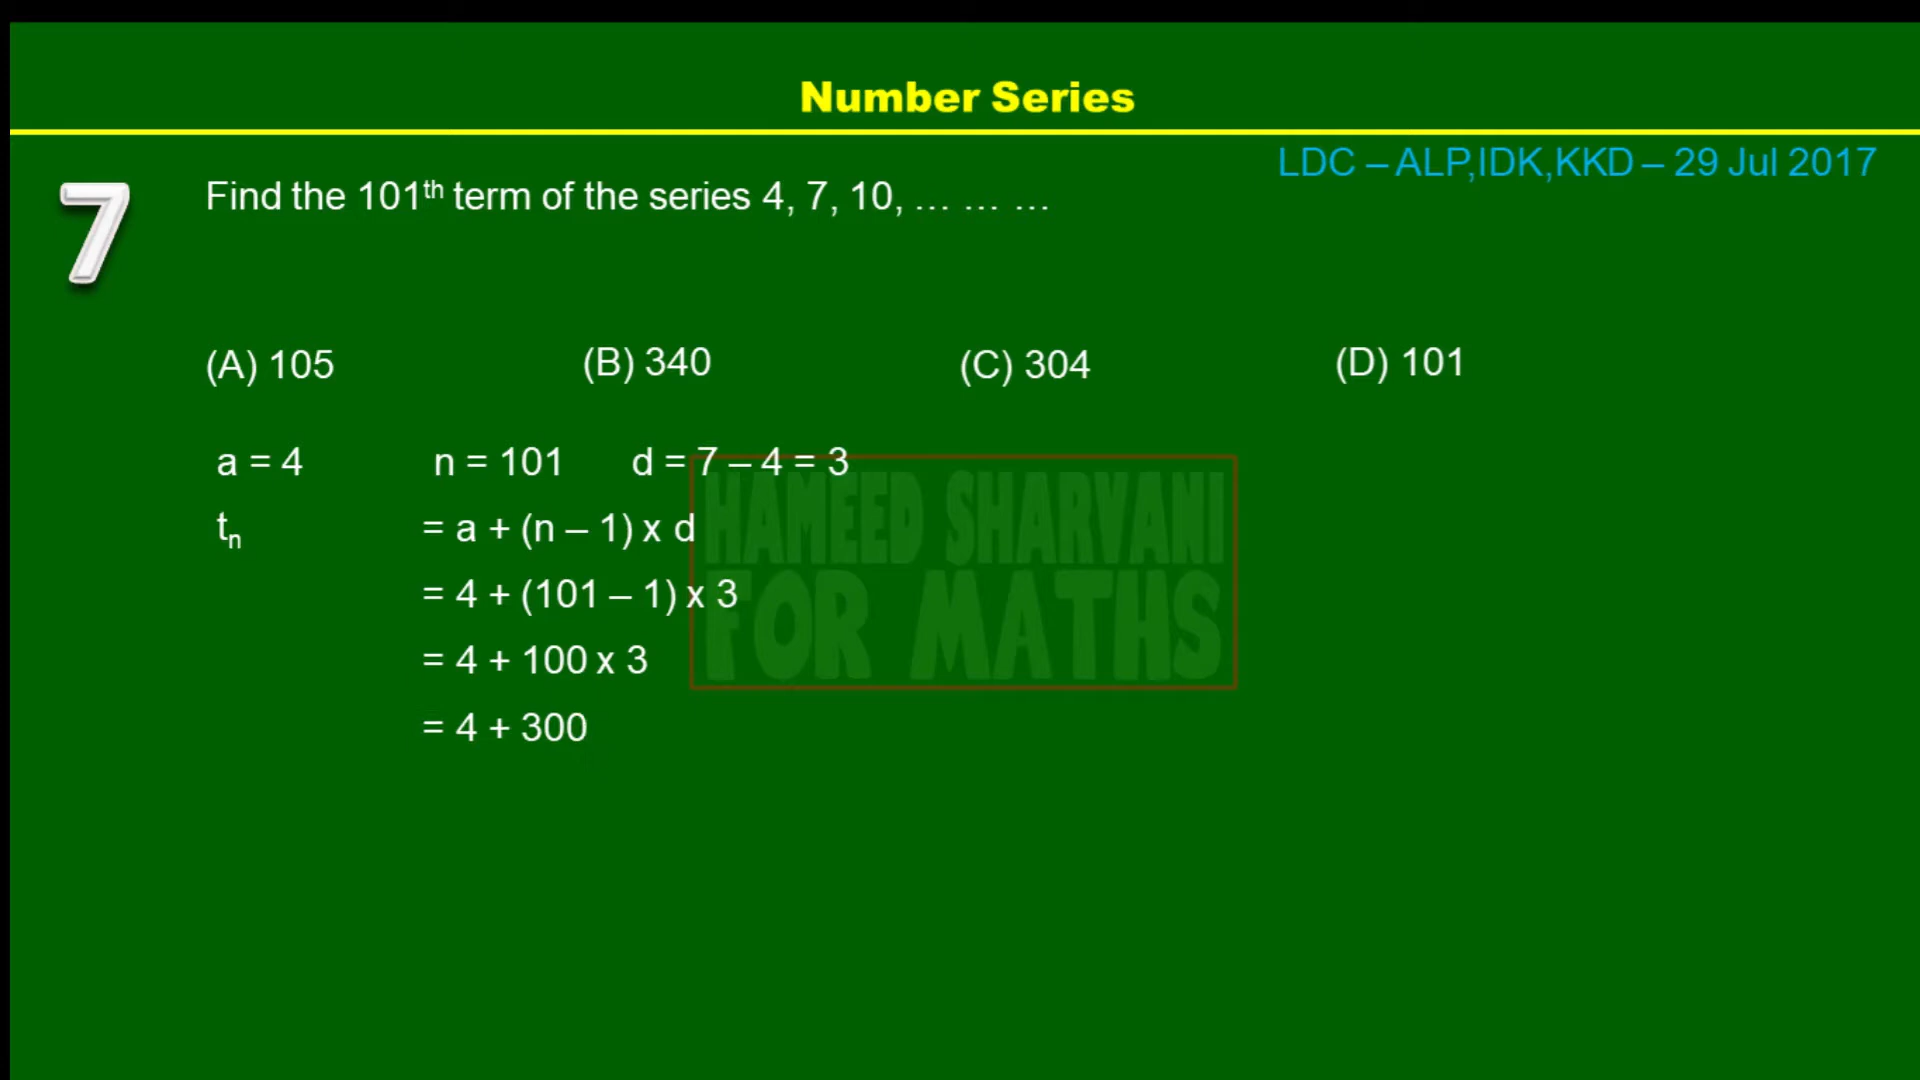 Number Series
LDC – ALP,IDK,KKD – 29 Jul 2017
7
Find the 101th term of the series 4, 7, 10, ... ... ...
(A) 105 (B) 340 (C) 304 (D) 101
a = 4 n = 101 d = 7 – 4 = 3
tn = a + (n – 1) x d
= 4 + (101 – 1) x 3
= 4 + 100 x 3
= 4 + 300
HAMEED SHARVANI
FOR MATHS